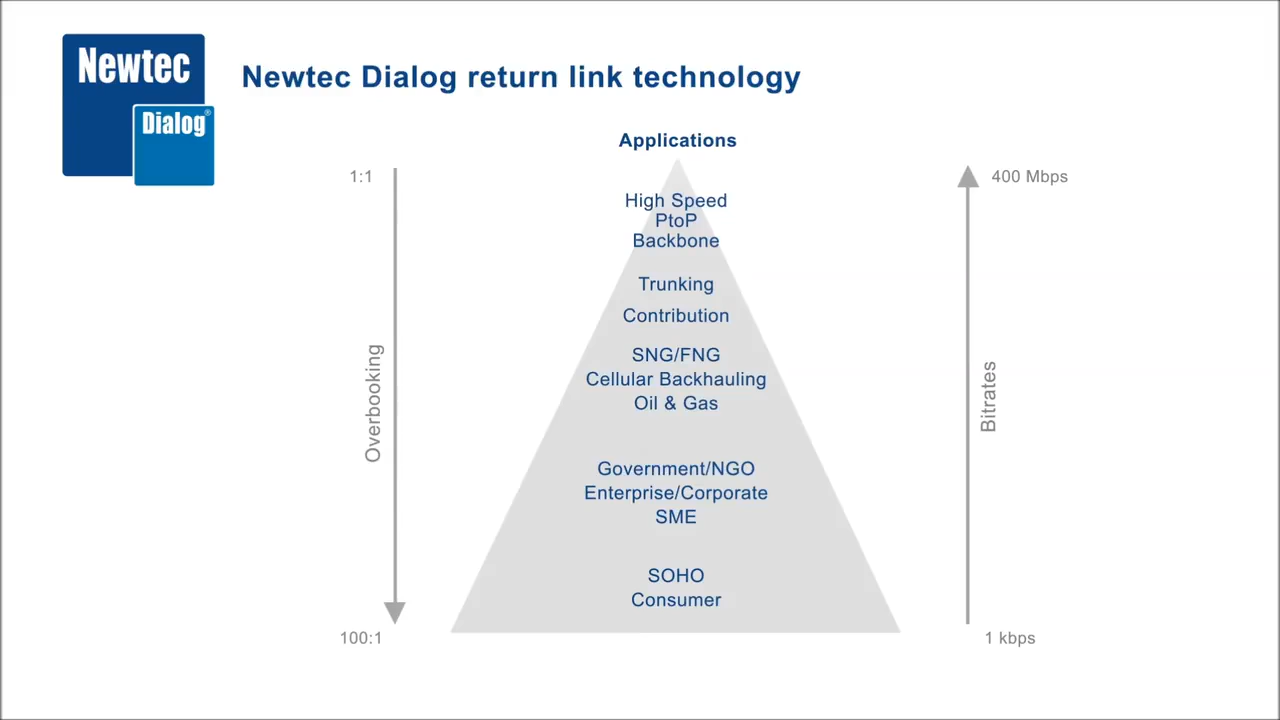 Newtec
Dialog®
Newtec Dialog return link technology
Applications
1:1
400 Mbps
High Speed
PtoP
Backbone
Trunking
Contribution
SNG/FNG
Cellular Backhauling
Oil & Gas
Overbooking
Bitrates
Government/NGO
Enterprise/Corporate
SME
SOHO
Consumer
100:1
1 kbps